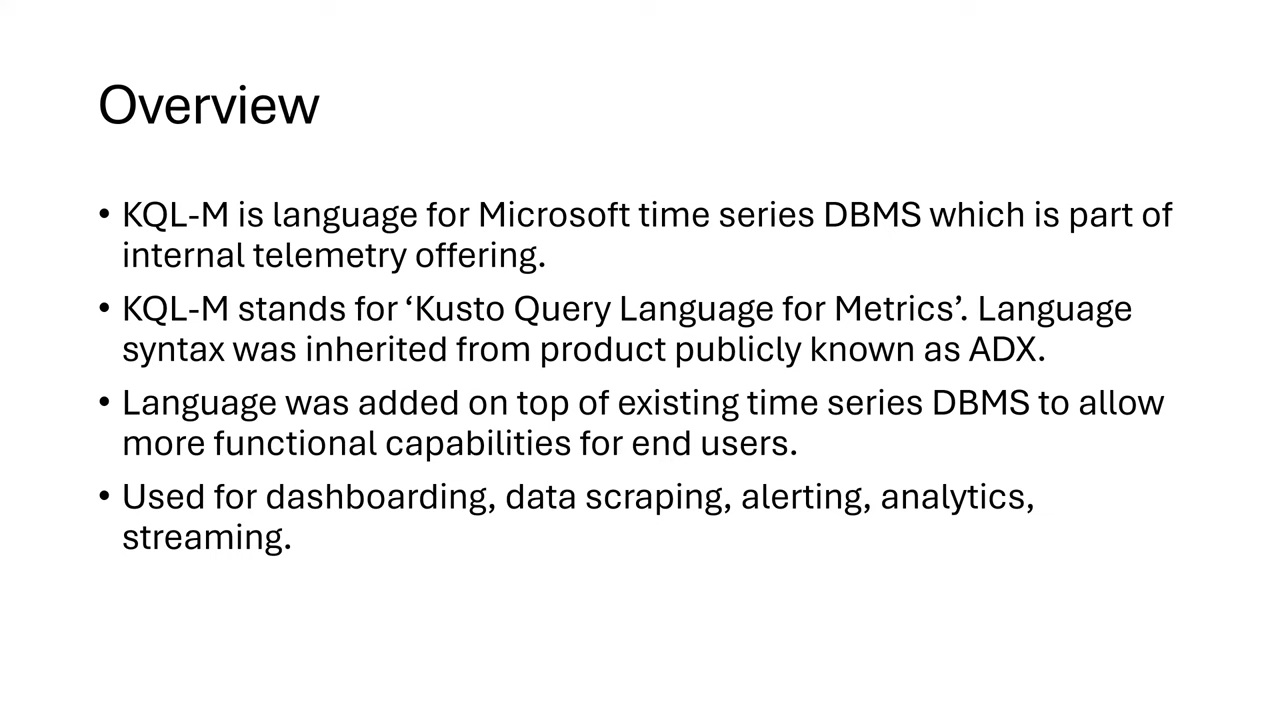 Overview
• KQL-M is language for Microsoft time series DBMS which is part of
internal telemetry offering.
• KQL-M stands for ‘Kusto Query Language for Metrics’. Language
syntax was inherited from product publicly known as ADX.
• Language was added on top of existing time series DBMS to allow
more functional capabilities for end users.
• Used for dashboarding, data scraping, alerting, analytics,
streaming.